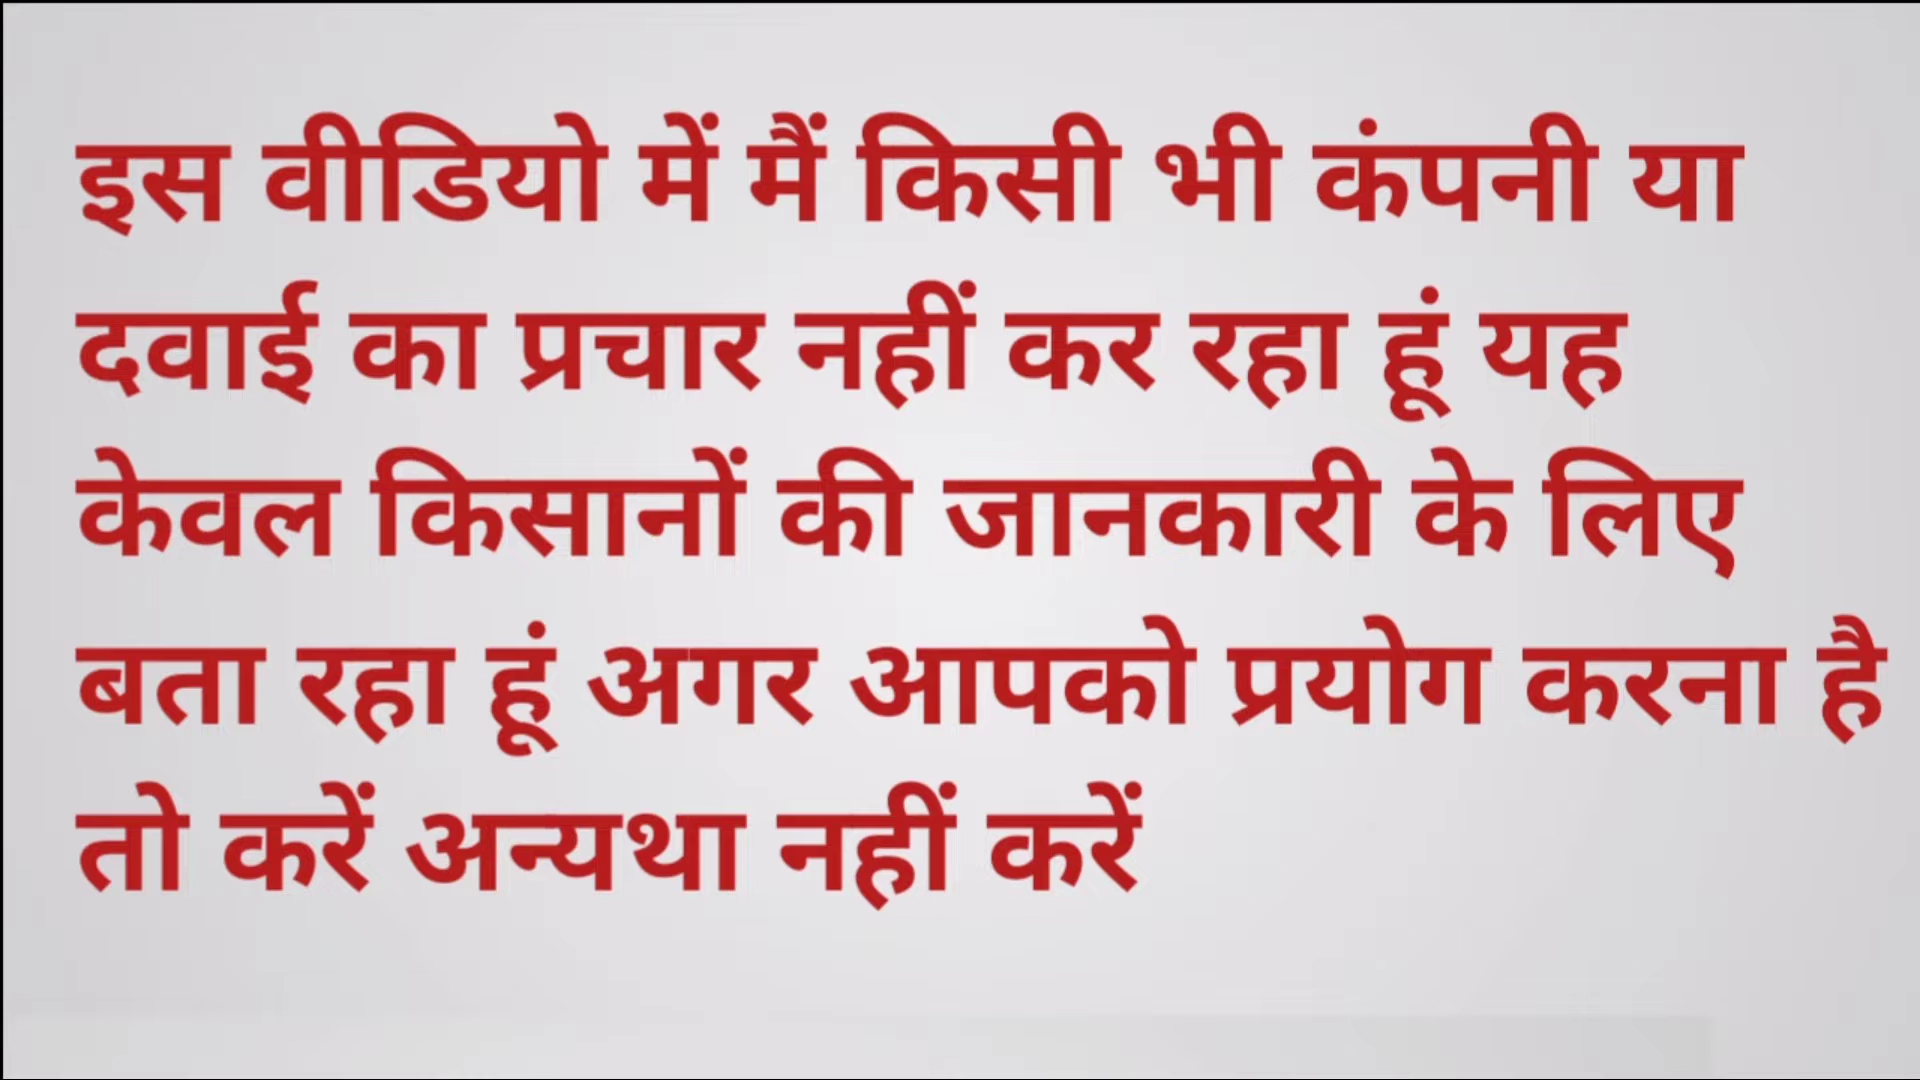 इस वीडियो में मैं किसी भी कंपनी या
दवाई का प्रचार नहीं कर रहा हूं यह
केवल किसानों की जानकारी के लिए
बता रहा हूं अगर आपको प्रयोग करना है
तो करें अन्यथा नहीं करें